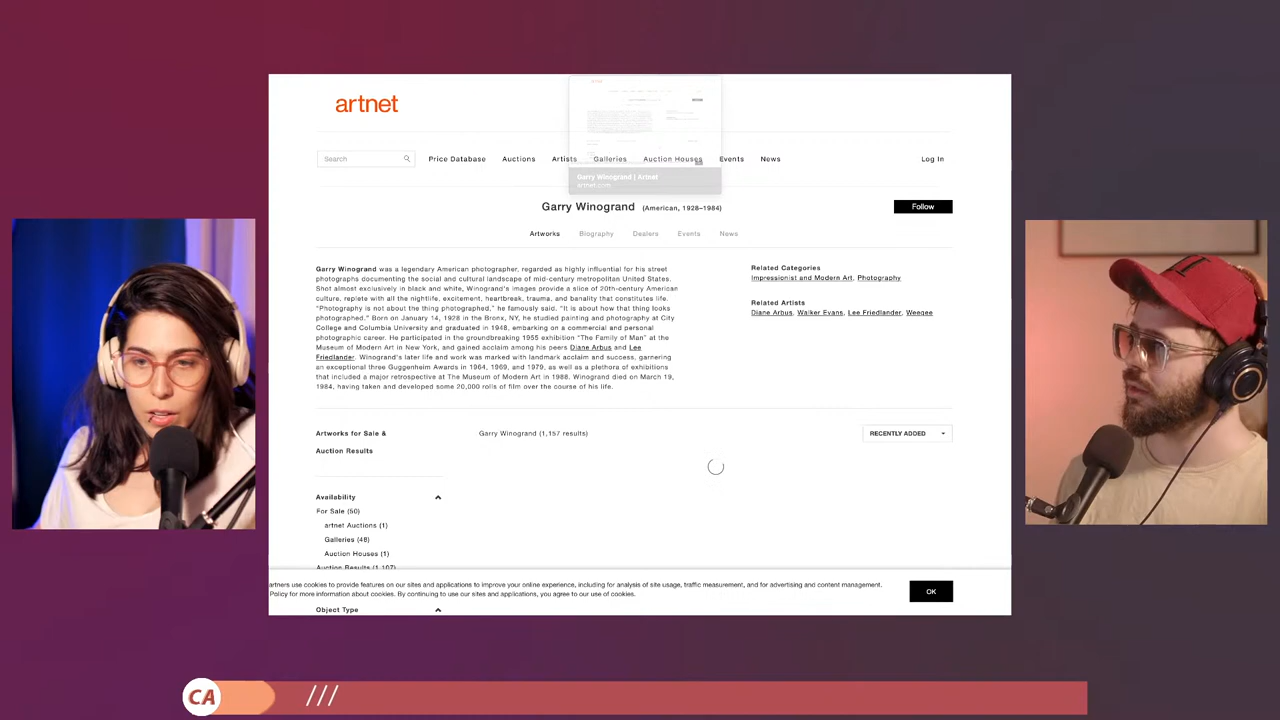 artnet
Search
Price Database Auctions Artists Galleries Auction Houses Events News
Log In
Garry Winogrand | Artnet
artnet.com
Garry Winogrand (American, 1928–1984)
Follow
Artworks Biography Dealers Events News
Garry Winogrand was a legendary American photographer, regarded as highly influential for his street
photographs documenting the social and cultural landscape of mid-century metropolitan United States.
Shot almost exclusively in black and white, Winogrand's images provide a slice of 20th-century American
culture, replete with all the nightlife, excitement, heartbreak, trauma, and banality that constitutes life.
"Photography is not about the thing photographed," he famously said. "It is about how that thing looks
photographed." Born on January 14, 1928 in the Bronx, NY, he studied painting and photography at City
College and Columbia University and graduated in 1948, embarking on a commercial and personal
photographic career. He participated in the groundbreaking 1955 exhibition "The Family of Man" at the
Museum of Modern Art in New York, and gained acclaim among his peers Diane Arbus and Lee
Friedlander. Winogrand's later life and work was marked with landmark acclaim and success, garnering
an exceptional three Guggenheim Awards in 1964, 1969, and 1979, as well as a plethora of exhibitions
that included a major retrospective at The Museum of Modern Art in 1988. Winogrand died on March 19,
1984, having taken and developed some 20,000 rolls of film over the course of his life.
Related Categories
Impressionist and Modern Art, Photography
Related Artists
Diane Arbus, Walker Evans, Lee Friedlander, Weegee
Artworks for Sale &
Auction Results
Garry Winogrand (1,157 results)
RECENTLY ADDED
Availability
For Sale (50)
artnet Auctions (1)
Galleries (48)
Auction Houses (1)
Auction Results (1,107)
artners use cookies to provide features on our sites and applications to improve your online experience, including for analysis of site usage, traffic measurement, and for advertising and content management.
Policy for more information about cookies. By continuing to use our sites and applications, you agree to our use of cookies.
OK
Object Type
CA ///